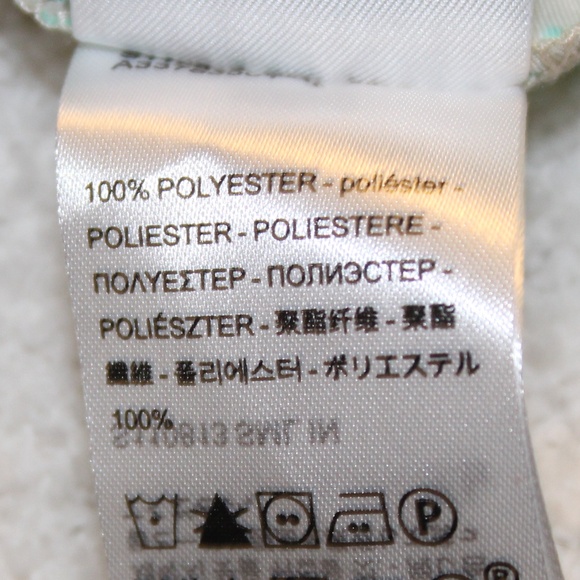 100% POLYESTER - poliéster -
POLIESTER - POLIESTERE -
ΠΟΛΥΕΣΤΕΡ - ПОЛИЭСТЕР -
POLIÉSZTER - 聚酯纤维 - 聚酯
纖維 - 폴리에스터 - ポリエステル
100%
P